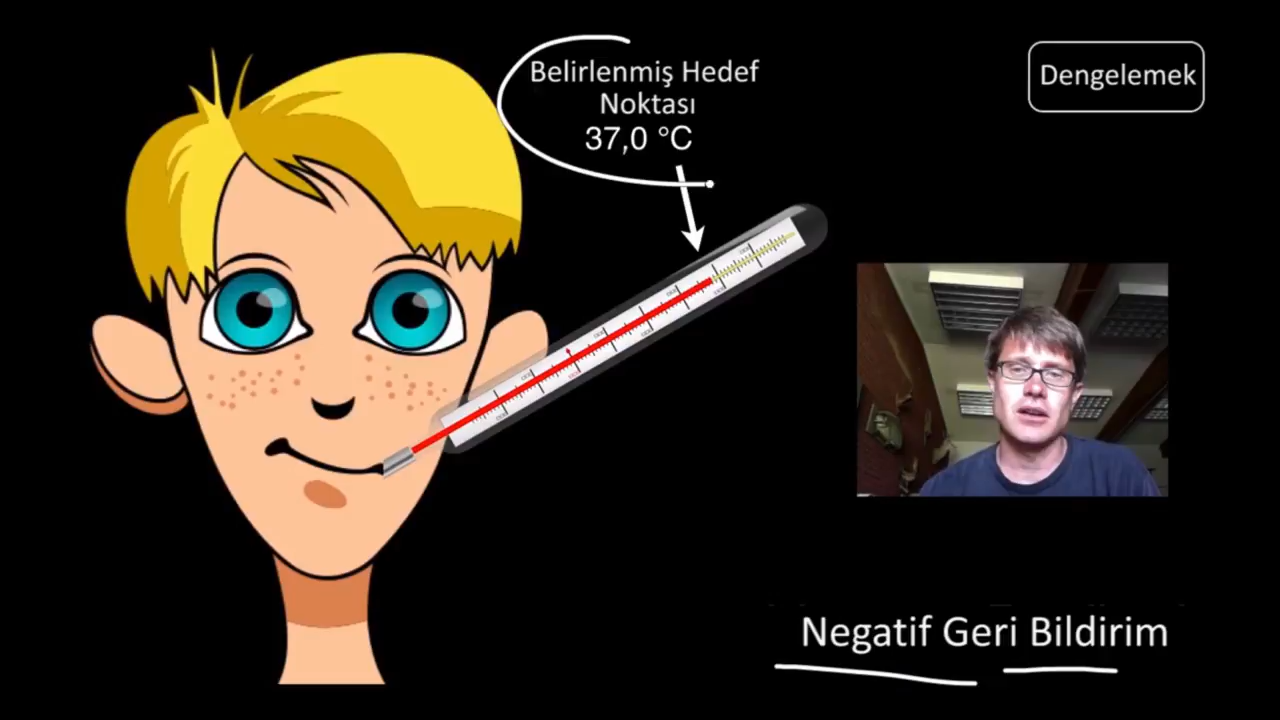 Belirlenmiş Hedef
Noktası
37,0 °C
Dengelemek
Negatif Geri Bildirim